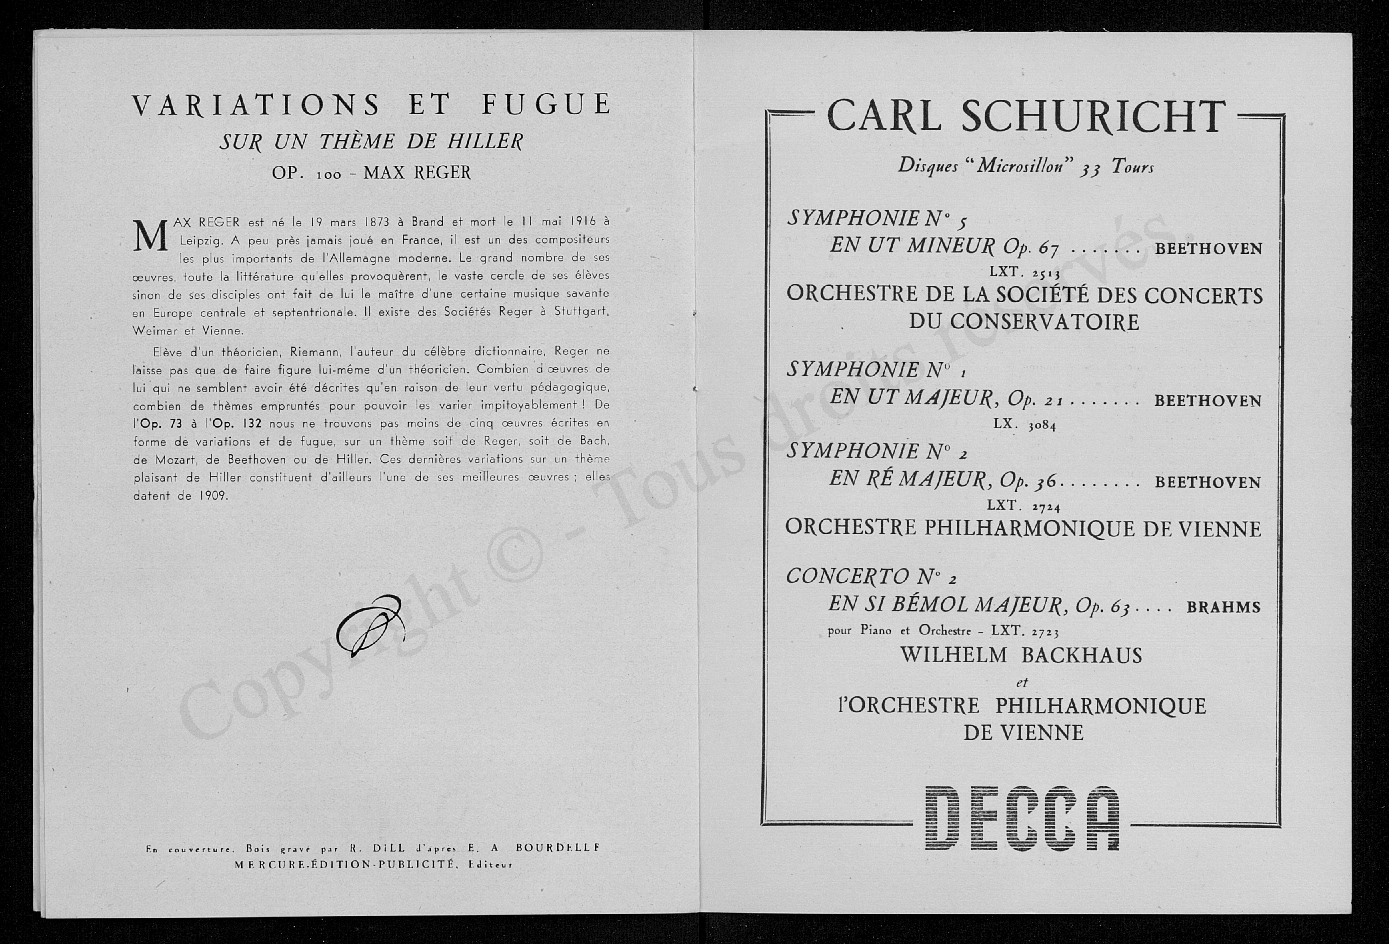 VARIATIONS ET FUGUE
SUR UN THÈME DE HILLER
OP. 100 – MAX REGER
MAX REGER est né le 19 mars 1873 à Brand et mort le 11 mai 1916 à
Leipzig. A peu près jamais joué en France, il est un des compositeurs
les plus importants de l'Allemagne moderne. Le grand nombre de ses
œuvres, toute la littérature qu'elles provoquèrent, le vaste cercle de ses élèves
sinon de ses disciples ont fait de lui le maître d'une certaine musique savante
en Europe centrale et septentrionale. Il existe des Sociétés Reger à Stuttgart,
Weimar et Vienne.
Elève d'un théoricien, Riemann, l'auteur du célèbre dictionnaire, Reger ne
laisse pas que de faire figure lui-même d'un théoricien. Combien d'œuvres de
lui qui ne semblent avoir été décrites qu'en raison de leur vertu pédagogique,
combien de thèmes empruntés pour pouvoir les varier impitoyablement ! De
l'Op. 73 à l'Op. 132 nous ne trouvons pas moins de cinq œuvres écrites en
forme de variations et de fugue, sur un thème soit de Reger, soit de Bach,
de Mozart, de Beethoven ou de Hiller. Ces dernières variations sur un thème
plaisant de Hiller constituent d'ailleurs l'une de ses meilleures œuvres ; elles
datent de 1909.
En couverture, Bois gravé par R. DILL d'après E. A. BOURDELLE
MERCURE-ÉDITION-PUBLICITÉ, Editeur
CARL SCHURICHT
Disques "Microsillon" 33 Tours
SYMPHONIE N° 5
EN UT MINEUR Op. 67 ........ BEETHOVEN
LXT. 2513
ORCHESTRE DE LA SOCIÉTÉ DES CONCERTS
DU CONSERVATOIRE
SYMPHONIE N° 1
EN UT MAJEUR, Op. 21 ....... BEETHOVEN
LX. 3084
SYMPHONIE N° 2
EN RÉ MAJEUR, Op. 36........ BEETHOVEN
LXT. 2724
ORCHESTRE PHILHARMONIQUE DE VIENNE
CONCERTO N° 2
EN SI BÉMOL MAJEUR, Op. 63.... BRAHMS
pour Piano et Orchestre – LXT. 2723
WILHELM BACKHAUS
et
l'ORCHESTRE PHILHARMONIQUE
DE VIENNE
DECCA
Copyright © - Tous droits réservés.